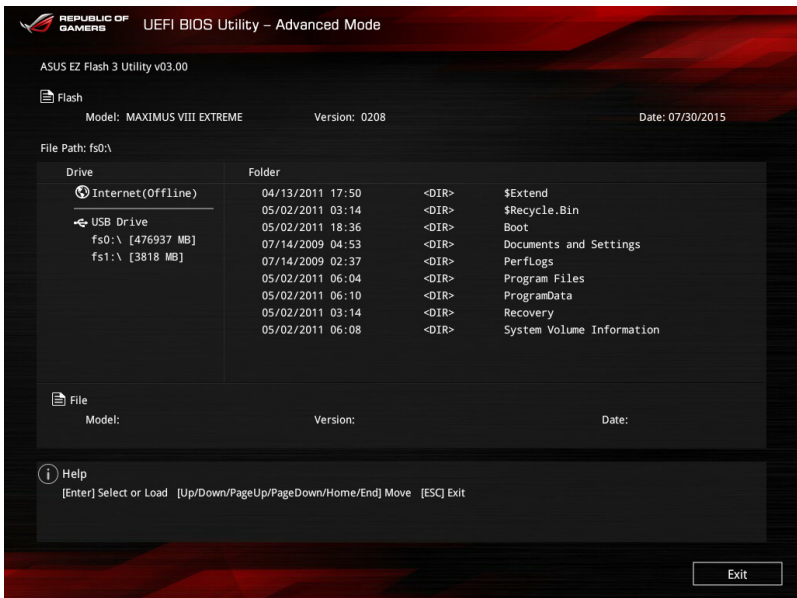 REPUBLIC OF
GAMERS
UEFI BIOS Utility – Advanced Mode
ASUS EZ Flash 3 Utility v03.00
Flash
Model: MAXIMUS VIII EXTREME Version: 0208 Date: 07/30/2015
File Path: fs0:\
Drive Folder
Internet(Offline)
USB Drive
fs0:\ [476937 MB]
fs1:\ [3818 MB]
04/13/2011 17:50 <DIR> $Extend
05/02/2011 03:14 <DIR> $Recycle.Bin
05/02/2011 18:36 <DIR> Boot
07/14/2009 04:53 <DIR> Documents and Settings
07/14/2009 02:37 <DIR> PerfLogs
05/02/2011 06:04 <DIR> Program Files
05/02/2011 06:10 <DIR> ProgramData
05/02/2011 03:14 <DIR> Recovery
05/02/2011 06:08 <DIR> System Volume Information
File
Model: Version: Date:
Help
[Enter] Select or Load [Up/Down/PageUp/PageDown/Home/End] Move [ESC] Exit
Exit